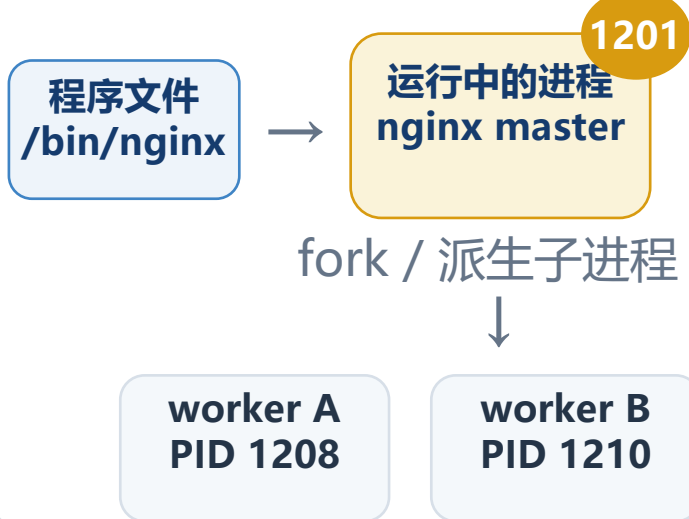 1201
程序文件
/bin/nginx
→
运行中的进程
nginx master
fork / 派生子进程
↓
worker A
PID 1208
worker B
PID 1210